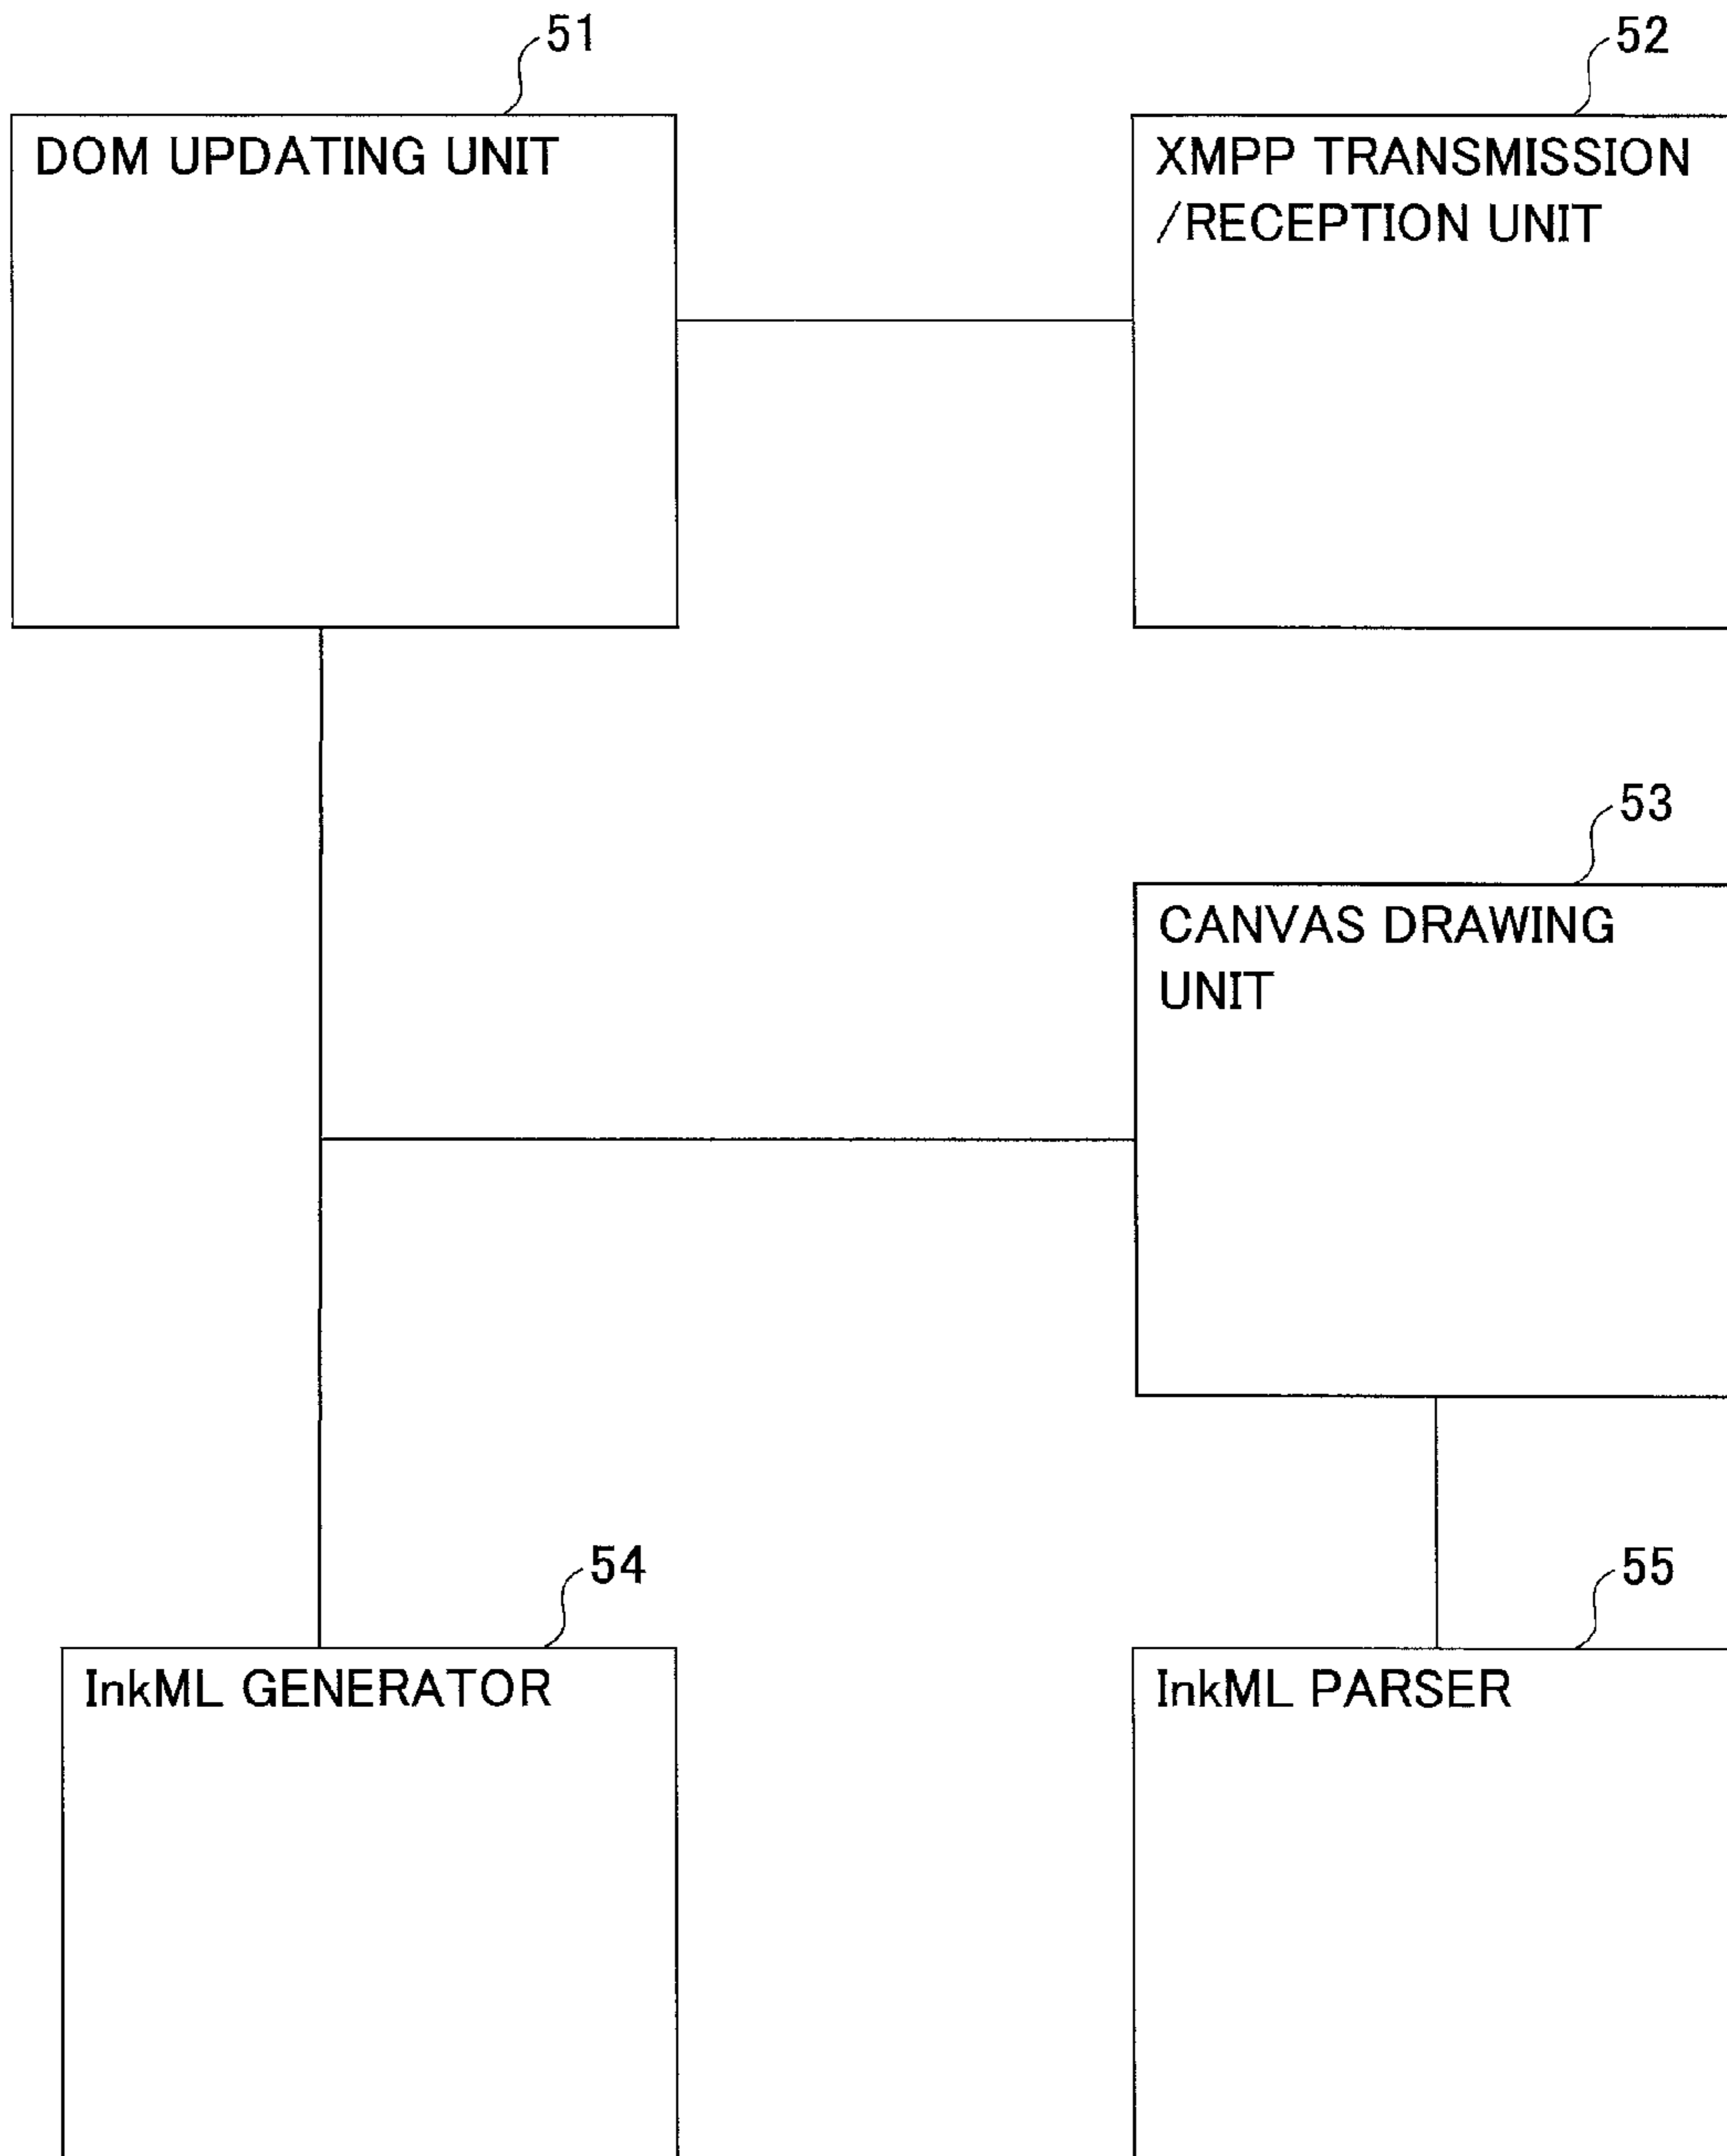 51
DOM UPDATING UNIT
52
XMPP TRANSMISSION
/RECEPTION UNIT
53
CANVAS DRAWING
UNIT
54
InkML GENERATOR
55
InkML PARSER